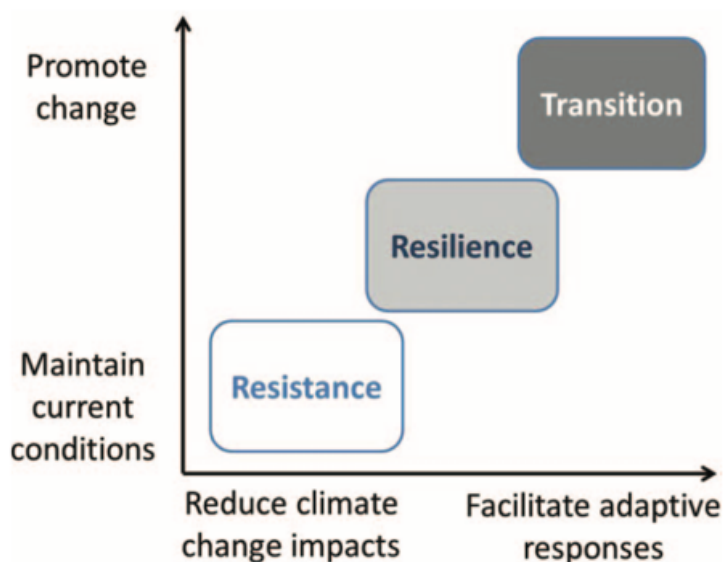 Promote
change
Transition
Resilience
Maintain
current
conditions
Resistance
Reduce climate
change impacts
Facilitate adaptive
responses